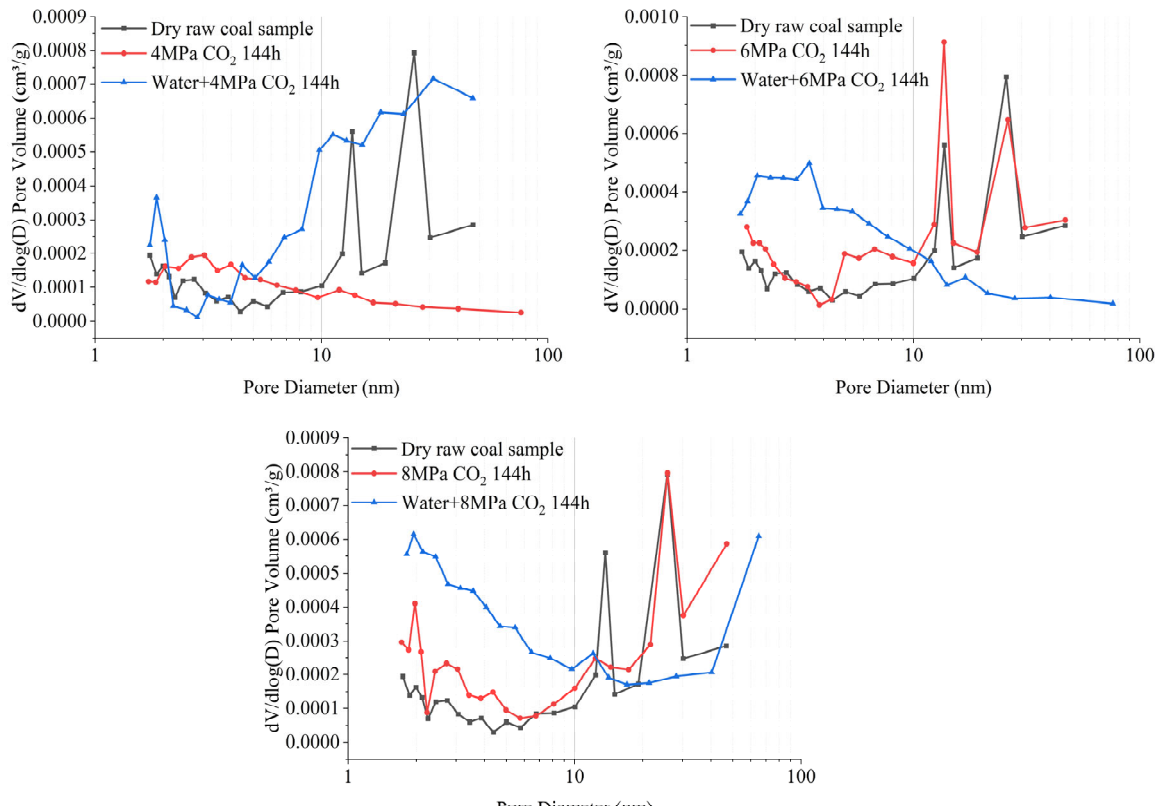 0.0009
0.0008
0.0007
0.0006
0.0005
0.0004
0.0003
0.0002
0.0001
0.0000
dV/dlog(D) Pore Volume (cm³/g)
Dry raw coal sample
4MPa CO₂ 144h
Water+4MPa CO₂ 144h
1 10 100
Pore Diameter (nm)
0.0010
0.0008
0.0006
0.0004
0.0002
0.0000
dV/dlog(D) Pore Volume (cm³/g)
Dry raw coal sample
6MPa CO₂ 144h
Water+6MPa CO₂ 144h
1 10 100
Pore Diameter (nm)
0.0009
0.0008
0.0007
0.0006
0.0005
0.0004
0.0003
0.0002
0.0001
0.0000
dV/dlog(D) Pore Volume (cm³/g)
Dry raw coal sample
8MPa CO₂ 144h
Water+8MPa CO₂ 144h
1 10 100
Pore Diameter (nm)